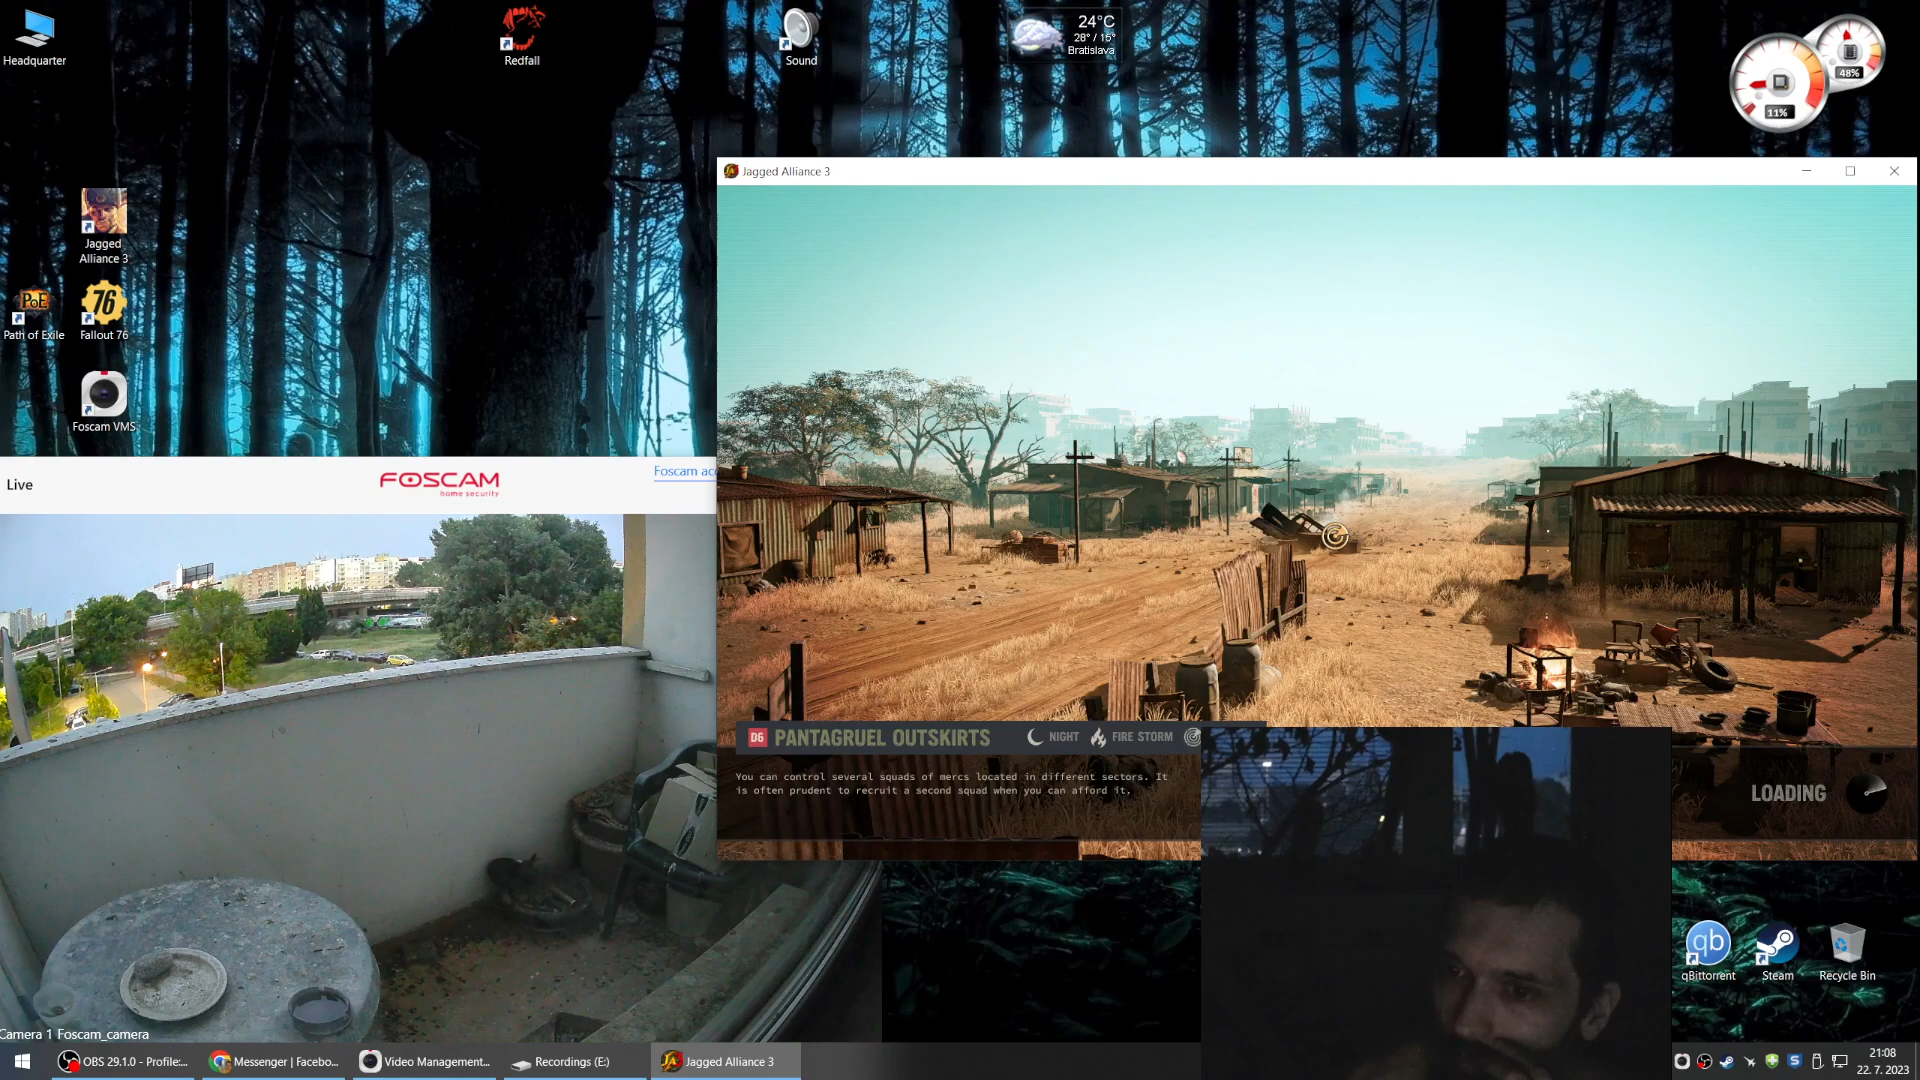 Headquarter
Redfall
Sound
24°C
28° / 15°
Bratislava
48%
11%
Jagged Alliance 3
Jagged
Alliance 3
PoE
Path of Exile
76
Fallout 76
Foscam VMS
Live
FOSCAM
home security
Foscam acc
D6 PANTAGRUEL OUTSKIRTS NIGHT FIRE STORM
You can control several squads of mercs located in different sectors. It
is often prudent to recruit a second squad when you can afford it.
LOADING
qb
qBittorrent
Steam
Recycle Bin
Camera 1 Foscam_camera
OBS 29.1.0 - Profile:...
Messenger | Facebo...
Video Management...
Recordings (E:)
Jagged Alliance 3
21:08
22. 7. 2023